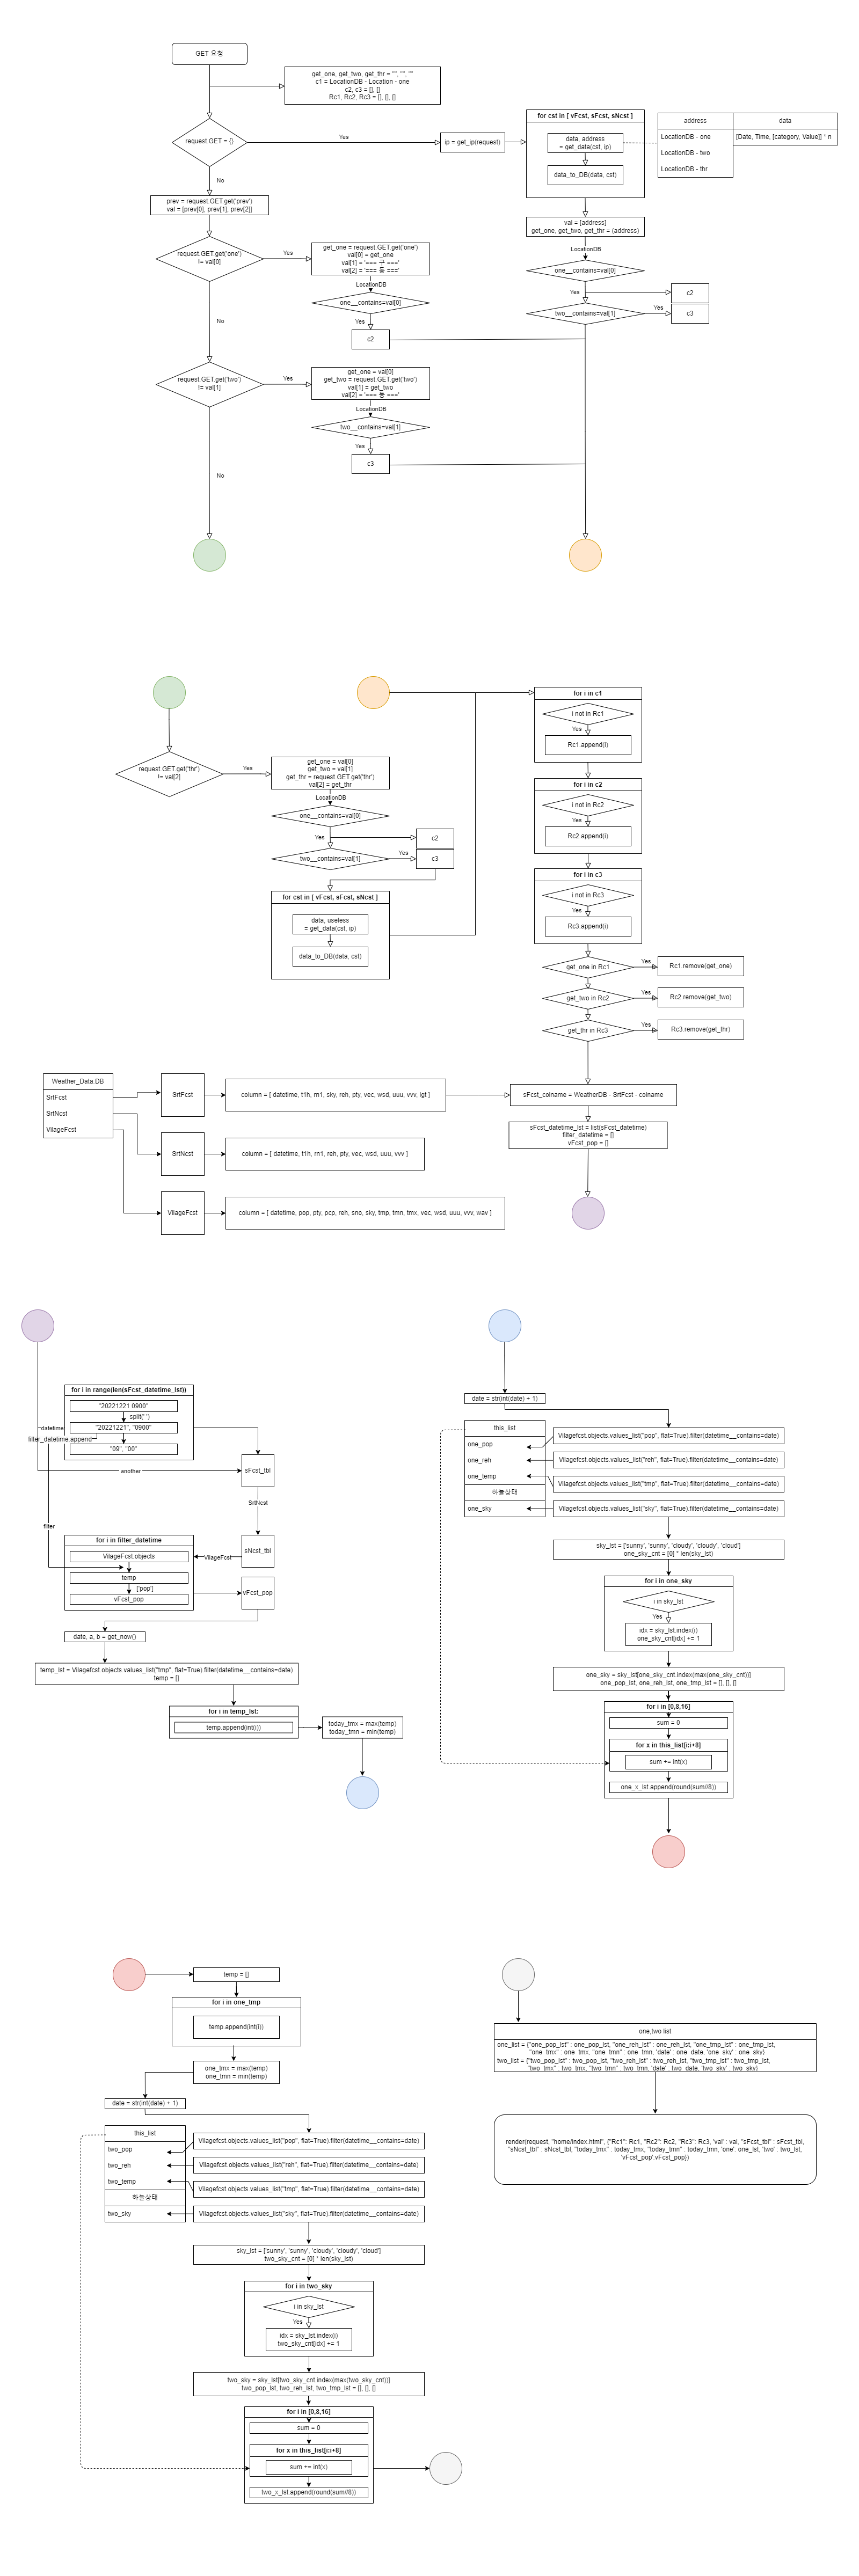 GET 요청
get_one, get_two, get_thr = "", "", ""
c1 = LocationDB - Location - one
c2, c3 = [], []
Rc1, Rc2, Rc3 = [], [], []
request.GET = {}
Yes
ip = get_ip(request)
for cst in [ vFcst, sFcst, sNcst ]
data, address
= get_data(cst, ip)
data_to_DB(data, cst)
address
data
LocationDB - one
LocationDB - two
LocationDB - thr
[Date, Time, [category, Value]] * n
No
prev = request.GET.get('prev')
val = [prev[0], prev[1], prev[2]]
val = [address]
get_one, get_two, get_thr = (address)
LocationDB
one__contains=val[0]
Yes
c2
two__contains=val[1]
Yes
c3
request.GET.get('one')
!= val[0]
Yes
get_one = request.GET.get('one')
val[0] = get_one
val[1] = '=== 구 ==='
val[2] = '=== 동 ==='
LocationDB
one__contains=val[0]
Yes
c2
No
request.GET.get('two')
!= val[1]
Yes
get_one = val[0]
get_two = request.GET.get('two')
val[1] = get_two
val[2] = '=== 동 ==='
LocationDB
two__contains=val[1]
Yes
c3
No
request.GET.get('thr')
!= val[2]
Yes
get_one = val[0]
get_two = val[1]
get_thr = request.GET.get('thr')
val[2] = get_thr
LocationDB
one__contains=val[0]
Yes
c2
two__contains=val[1]
Yes
c3
for cst in [ vFcst, sFcst, sNcst ]
data, useless
= get_data(cst, ip)
data_to_DB(data, cst)
for i in c1
i not in Rc1
Yes
Rc1.append(i)
for i in c2
i not in Rc2
Yes
Rc2.append(i)
for i in c3
i not in Rc3
Yes
Rc3.append(i)
get_one in Rc1
Yes
Rc1.remove(get_one)
get_two in Rc2
Yes
Rc2.remove(get_two)
get_thr in Rc3
Yes
Rc3.remove(get_thr)
Weather_Data.DB
SrtFcst
SrtNcst
VilageFcst
SrtFcst
column = [ datetime, t1h, rn1, sky, reh, pty, vec, wsd, uuu, vvv, lgt ]
SrtNcst
column = [ datetime, t1h, rn1, reh, pty, vec, wsd, uuu, vvv ]
VilageFcst
column = [ datetime, pop, pty, pcp, reh, sno, sky, tmp, tmn, tmx, vec, wsd, uuu, vvv, wav ]
sFcst_colname = WeatherDB - SrtFcst - colname
sFcst_datetime_lst = list(sFcst_datetime)
filter_datetime = []
vFcst_pop = []
for i in range(len(sFcst_datetime_lst))
"20221221 0900"
split(' ')
"20221221", "0900"
"09", "00"
datetime
filter_datetime.append
another
sFcst_tbl
SrtNcst
sNcst_tbl
VilageFcst
filter
for i in filter_datetime
VilageFcst.objects
temp
['pop']
vFcst_pop
vFcst_pop
date, a, b = get_now()
temp_lst = Vilagefcst.objects.values_list("tmp", flat=True).filter(datetime__contains=date)
temp = []
for i in temp_lst:
temp.append(int(i))
today_tmx = max(temp)
today_tmn = min(temp)
date = str(int(date) + 1)
this_list
one_pop
one_reh
one_temp
하늘상태
one_sky
Vilagefcst.objects.values_list("pop", flat=True).filter(datetime__contains=date)
Vilagefcst.objects.values_list("reh", flat=True).filter(datetime__contains=date)
Vilagefcst.objects.values_list("tmp", flat=True).filter(datetime__contains=date)
Vilagefcst.objects.values_list("sky", flat=True).filter(datetime__contains=date)
sky_lst = ['sunny', 'sunny', 'cloudy', 'cloudy', 'cloud']
one_sky_cnt = [0] * len(sky_lst)
for i in one_sky
i in sky_lst
Yes
idx = sky_lst.index(i)
one_sky_cnt[idx] += 1
one_sky = sky_lst[one_sky_cnt.index(max(one_sky_cnt))]
one_pop_lst, one_reh_lst, one_tmp_lst = [], [], []
for i in [0,8,16]
sum = 0
for x in this_list[i:i+8]
sum += int(x)
one_x_lst.append(round(sum//8))
temp = []
for i in one_tmp
temp.append(int(i))
one_tmx = max(temp)
one_tmn = min(temp)
date = str(int(date) + 1)
this_list
two_pop
two_reh
two_temp
하늘상태
two_sky
Vilagefcst.objects.values_list("pop", flat=True).filter(datetime__contains=date)
Vilagefcst.objects.values_list("reh", flat=True).filter(datetime__contains=date)
Vilagefcst.objects.values_list("tmp", flat=True).filter(datetime__contains=date)
Vilagefcst.objects.values_list("sky", flat=True).filter(datetime__contains=date)
sky_lst = ['sunny', 'sunny', 'cloudy', 'cloudy', 'cloud']
two_sky_cnt = [0] * len(sky_lst)
for i in two_sky
i in sky_lst
Yes
idx = sky_lst.index(i)
two_sky_cnt[idx] += 1
two_sky = sky_lst[two_sky_cnt.index(max(two_sky_cnt))]
two_pop_lst, two_reh_lst, two_tmp_lst = [], [], []
for i in [0,8,16]
sum = 0
for x in this_list[i:i+8]
sum += int(x)
two_x_lst.append(round(sum//8))
one,two list
one_list = {"one_pop_lst" : one_pop_lst, "one_reh_lst" : one_reh_lst, "one_tmp_lst" : one_tmp_lst,
"one_tmx" : one_tmx, "one_tmn" : one_tmn, 'date' : one_date, 'one_sky' : one_sky}
two_list = {"two_pop_lst" : two_pop_lst, "two_reh_lst" : two_reh_lst, "two_tmp_lst" : two_tmp_lst,
"two_tmx" : two_tmx, "two_tmn" : two_tmn, 'date' : two_date, 'two_sky' : two_sky}
render(request, "home/index.html", {"Rc1": Rc1, "Rc2": Rc2, "Rc3": Rc3, 'val' : val, "sFcst_tbl" : sFcst_tbl,
"sNcst_tbl" : sNcst_tbl, "today_tmx" : today_tmx, "today_tmn" : today_tmn, 'one': one_lst, 'two' : two_lst,
'vFcst_pop':vFcst_pop})